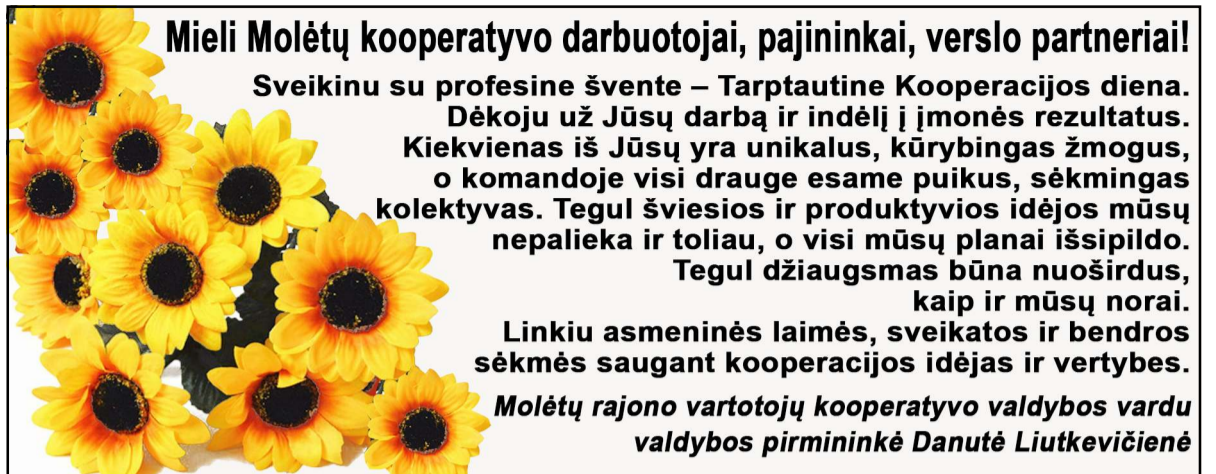 Mieli Molėtų kooperatyvo darbuotojai, pajininkai, verslo partneriai!
Sveikinu su profesine švente – Tarptautine Kooperacijos diena.
Dėkoju už Jūsų darbą ir indėlį į įmonės rezultatus.
Kiekvienas iš Jūsų yra unikalus, kūrybingas žmogus,
o komandoje visi drauge esame puikus, sėkmingas
kolektyvas. Tegul šviesios ir produktyvios idėjos mūsų
nepalieka ir toliau, o visi mūsų planai išsipildo.
Tegul džiaugsmas būna nuoširdus,
kaip ir mūsų norai.
Linkiu asmeninės laimės, sveikatos ir bendros
sėkmės saugant kooperacijos idėjas ir vertybes.
Molėtų rajono vartotojų kooperatyvo valdybos vardu
valdybos pirmininkė Danutė Liutkevičienė